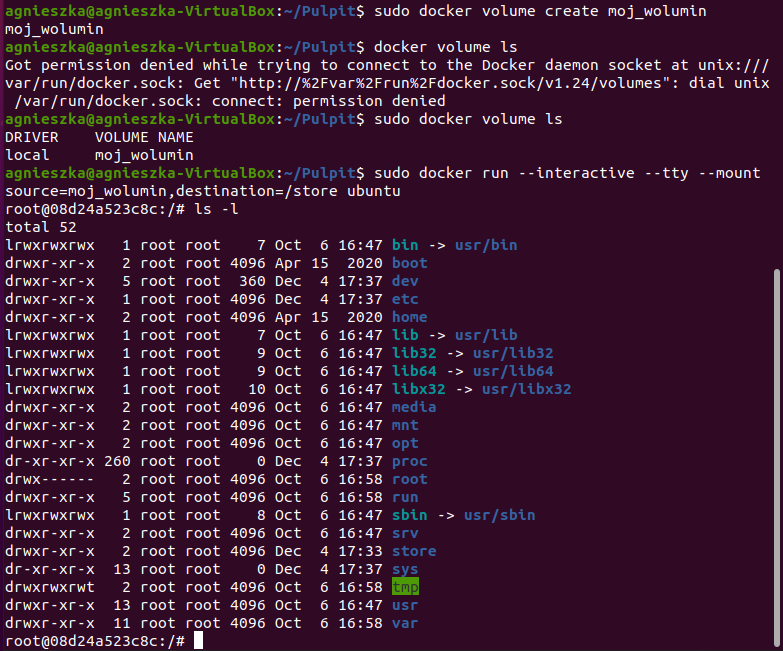 agnieszka@agnieszka-VirtualBox:~/Pulpit$ sudo docker volume create moj_wolumin
moj_wolumin
agnieszka@agnieszka-VirtualBox:~/Pulpit$ docker volume ls
Got permission denied while trying to connect to the Docker daemon socket at unix:///
var/run/docker.sock: Get "http://%2Fvar%2Frun%2Fdocker.sock/v1.24/volumes": dial unix
 /var/run/docker.sock: connect: permission denied
agnieszka@agnieszka-VirtualBox:~/Pulpit$ sudo docker volume ls
DRIVER    VOLUME NAME
local     moj_wolumin
agnieszka@agnieszka-VirtualBox:~/Pulpit$ sudo docker run --interactive --tty --mount
source=moj_wolumin,destination=/store ubuntu
root@08d24a523c8c:/# ls -l
total 52
lrwxrwxrwx   1 root root    7 Oct  6 16:47 bin -> usr/bin
drwxr-xr-x   2 root root 4096 Apr 15  2020 boot
drwxr-xr-x   5 root root  360 Dec  4 17:37 dev
drwxr-xr-x   1 root root 4096 Dec  4 17:37 etc
drwxr-xr-x   2 root root 4096 Apr 15  2020 home
lrwxrwxrwx   1 root root    7 Oct  6 16:47 lib -> usr/lib
lrwxrwxrwx   1 root root    9 Oct  6 16:47 lib32 -> usr/lib32
lrwxrwxrwx   1 root root    9 Oct  6 16:47 lib64 -> usr/lib64
lrwxrwxrwx   1 root root   10 Oct  6 16:47 libx32 -> usr/libx32
drwxr-xr-x   2 root root 4096 Oct  6 16:47 media
drwxr-xr-x   2 root root 4096 Oct  6 16:47 mnt
drwxr-xr-x   2 root root 4096 Oct  6 16:47 opt
dr-xr-xr-x 260 root root    0 Dec  4 17:37 proc
drwx------   2 root root 4096 Oct  6 16:58 root
drwxr-xr-x   5 root root 4096 Oct  6 16:58 run
lrwxrwxrwx   1 root root    8 Oct  6 16:47 sbin -> usr/sbin
drwxr-xr-x   2 root root 4096 Oct  6 16:47 srv
drwxr-xr-x   2 root root 4096 Dec  4 17:33 store
dr-xr-xr-x  13 root root    0 Dec  4 17:37 sys
drwxrwxrwt   2 root root 4096 Oct  6 16:58 tmp
drwxr-xr-x  13 root root 4096 Oct  6 16:47 usr
drwxr-xr-x  11 root root 4096 Oct  6 16:58 var
root@08d24a523c8c:/#